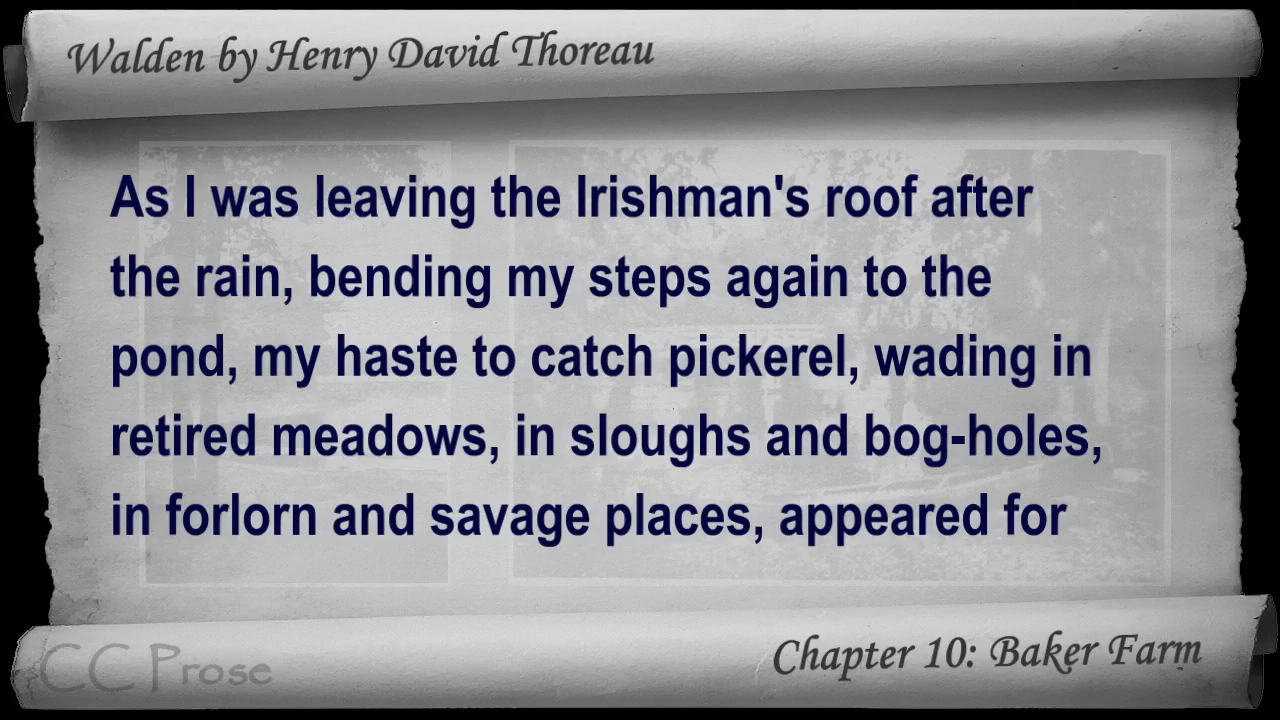 Walden by Henry David Thoreau
As I was leaving the Irishman's roof after
the rain, bending my steps again to the
pond, my haste to catch pickerel, wading in
retired meadows, in sloughs and bog-holes,
in forlorn and savage places, appeared for
CC Prose
Chapter 10: Baker Farm